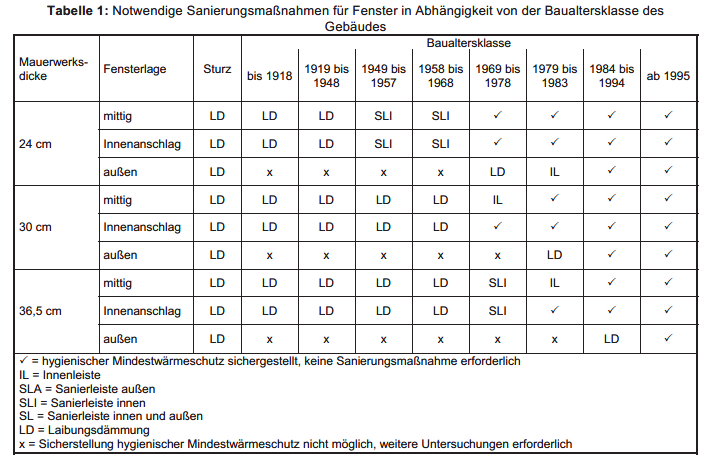 Tabelle 1: Notwendige Sanierungsmaßnahmen für Fenster in Abhängigkeit von der Baualtersklasse des
Gebäudes
Mauerwerks-
dicke
Fensterlage
Sturz
Baualtersklasse
bis 1918
1919 bis
1948
1949 bis
1957
1958 bis
1968
1969 bis
1978
1979 bis
1983
1984 bis
1994
ab 1995
24 cm
mittig LD LD LD SLI SLI ✓ ✓ ✓ ✓
Innenanschlag LD LD LD SLI SLI ✓ ✓ ✓ ✓
außen LD x x x x LD IL ✓ ✓
30 cm
mittig LD LD LD LD LD IL ✓ ✓ ✓
Innenanschlag LD LD LD LD LD ✓ ✓ ✓ ✓
außen LD x x x x x LD ✓ ✓
36,5 cm
mittig LD LD LD LD LD SLI IL ✓ ✓
Innenanschlag LD LD LD LD LD SLI ✓ ✓ ✓
außen LD x x x x x x LD ✓
✓ = hygienischer Mindestwärmeschutz sichergestellt, keine Sanierungsmaßnahme erforderlich
IL = Innenleiste
SLA = Sanierleiste außen
SLI = Sanierleiste innen
SL = Sanierleiste innen und außen
LD = Laibungsdämmung
x = Sicherstellung hygienischer Mindestwärmeschutz nicht möglich, weitere Untersuchungen erforderlich